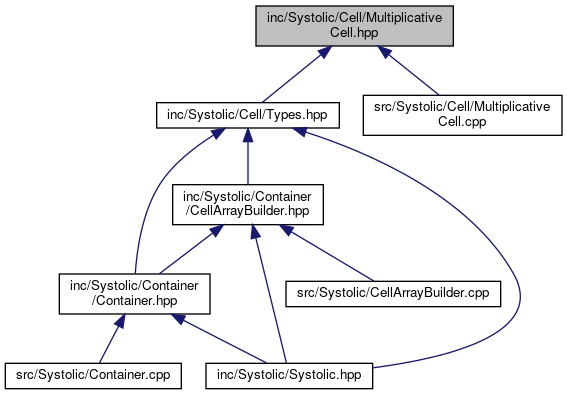 inc/Systolic/Cell/Multiplicative
Cell.hpp
inc/Systolic/Cell/Types.hpp
src/Systolic/Cell/Multiplicative
Cell.cpp
inc/Systolic/Container
/CellArrayBuilder.hpp
inc/Systolic/Container
/Container.hpp
src/Systolic/CellArrayBuilder.cpp
src/Systolic/Container.cpp
inc/Systolic/Systolic.hpp